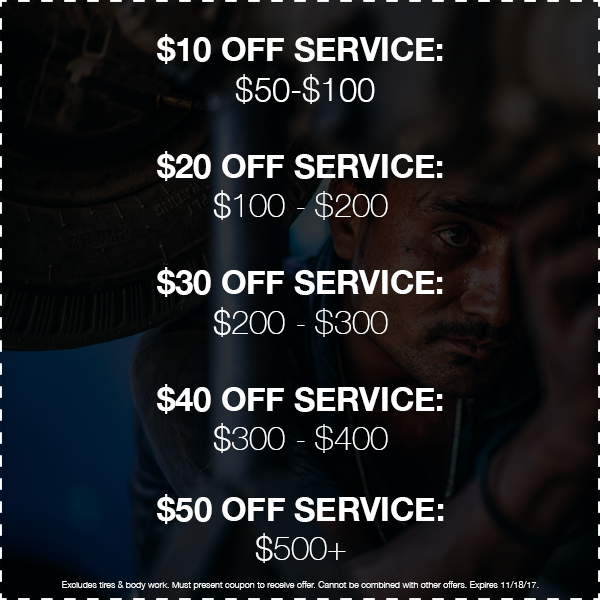 $10 OFF SERVICE:
$50-$100
$20 OFF SERVICE:
$100 - $200
$30 OFF SERVICE:
$200 - $300
$40 OFF SERVICE:
$300 - $400
$50 OFF SERVICE:
$500+
Excludes tires & body work. Must present coupon to receive offer. Cannot be combined with other offers. Expires 11/18/17.